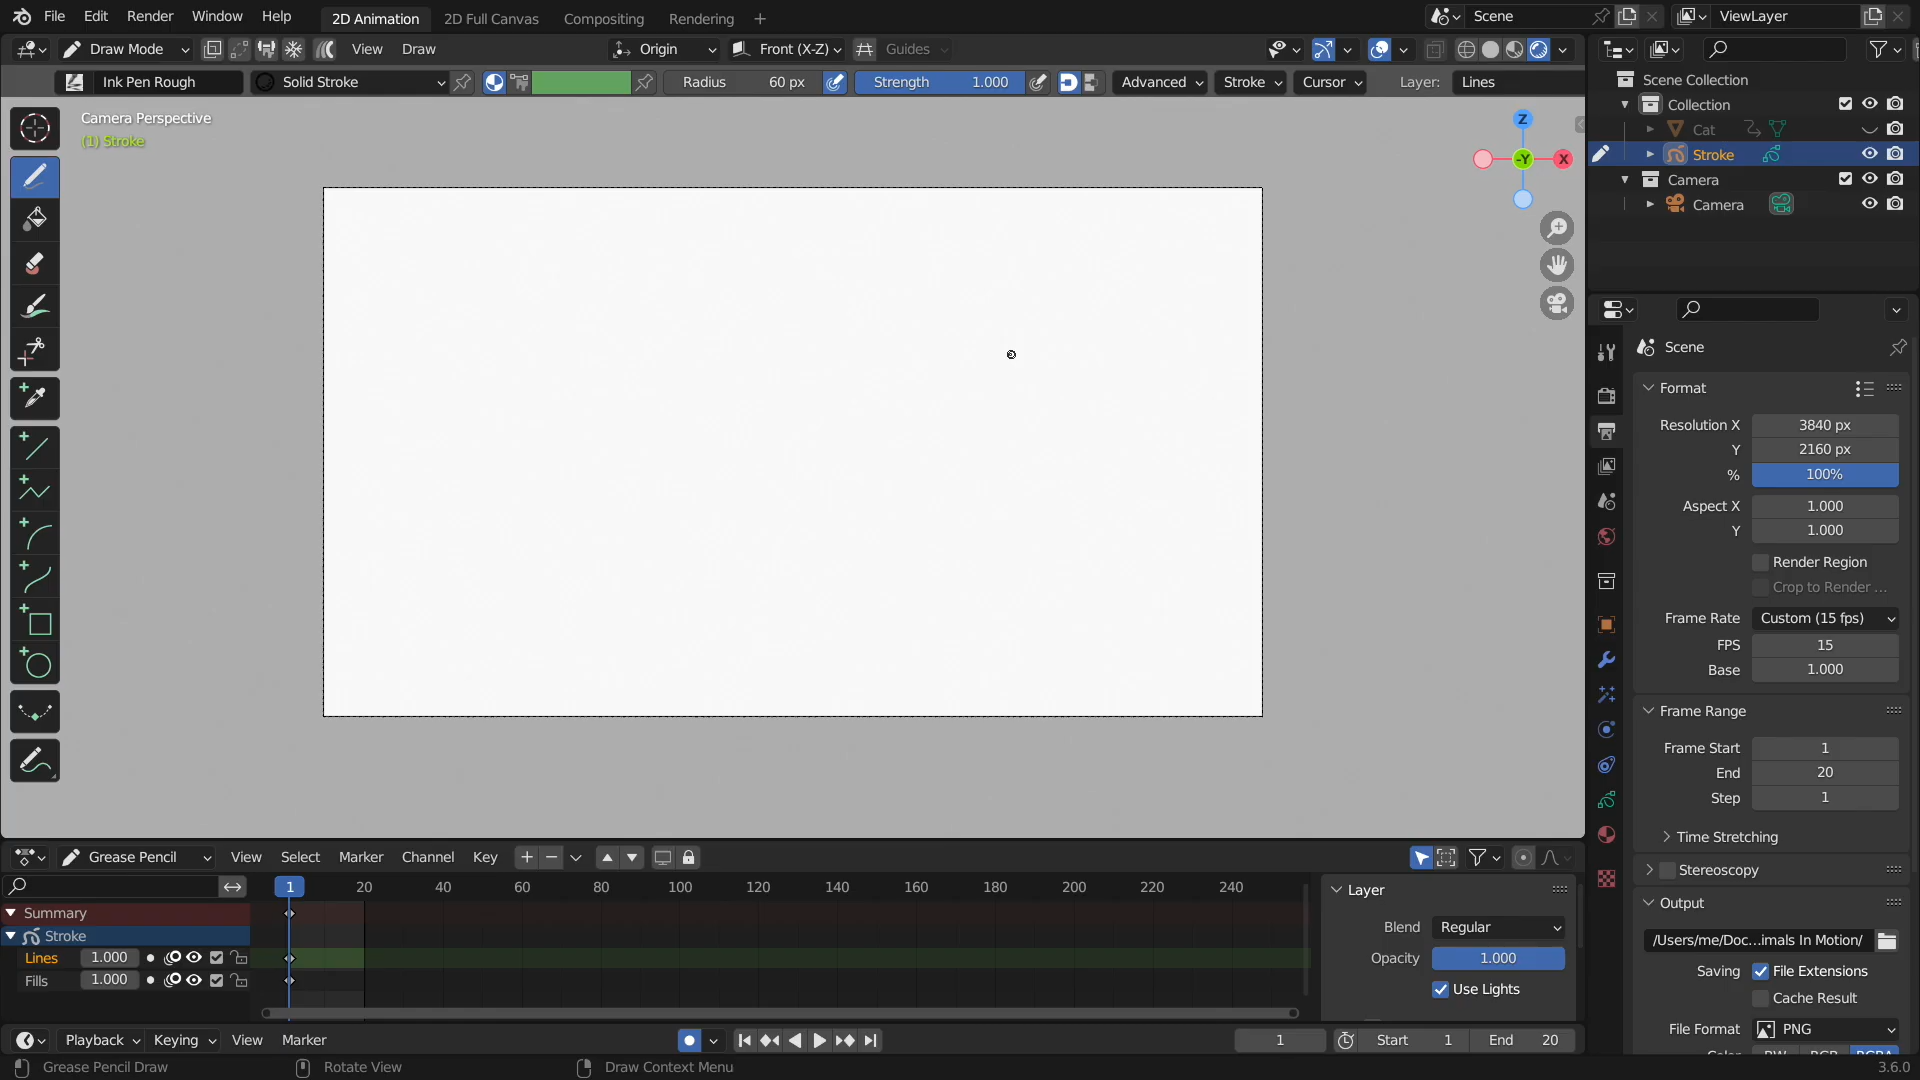 File Edit Render Window Help 2D Animation 2D Full Canvas Compositing Rendering + Scene ViewLayer
Draw Mode View Draw Origin Front (X-Z) Guides
Ink Pen Rough Solid Stroke Radius 60 px Strength 1.000 Advanced Stroke Cursor Layer: Lines
Camera Perspective
(1) Stroke
Z
-Y
X
Scene Collection
Collection
Cat
Stroke
Camera
Camera
Scene
Format
Resolution X 3840 px
Y 2160 px
% 100%
Aspect X 1.000
Y 1.000
Render Region
Crop to Render ...
Frame Rate Custom (15 fps)
FPS 15
Base 1.000
Frame Range
Frame Start 1
End 20
Step 1
Time Stretching
Stereoscopy
Output
/Users/me/Doc...imals In Motion/
Saving File Extensions
Cache Result
File Format PNG
Grease Pencil View Select Marker Channel Key
1 20 40 60 80 100 120 140 160 180 200 220 240
Summary
Stroke
Lines 1.000
Fills 1.000
Layer
Blend Regular
Opacity 1.000
Use Lights
Playback Keying View Marker 1 Start 1 End 20
Grease Pencil Draw Rotate View Draw Context Menu 3.6.0